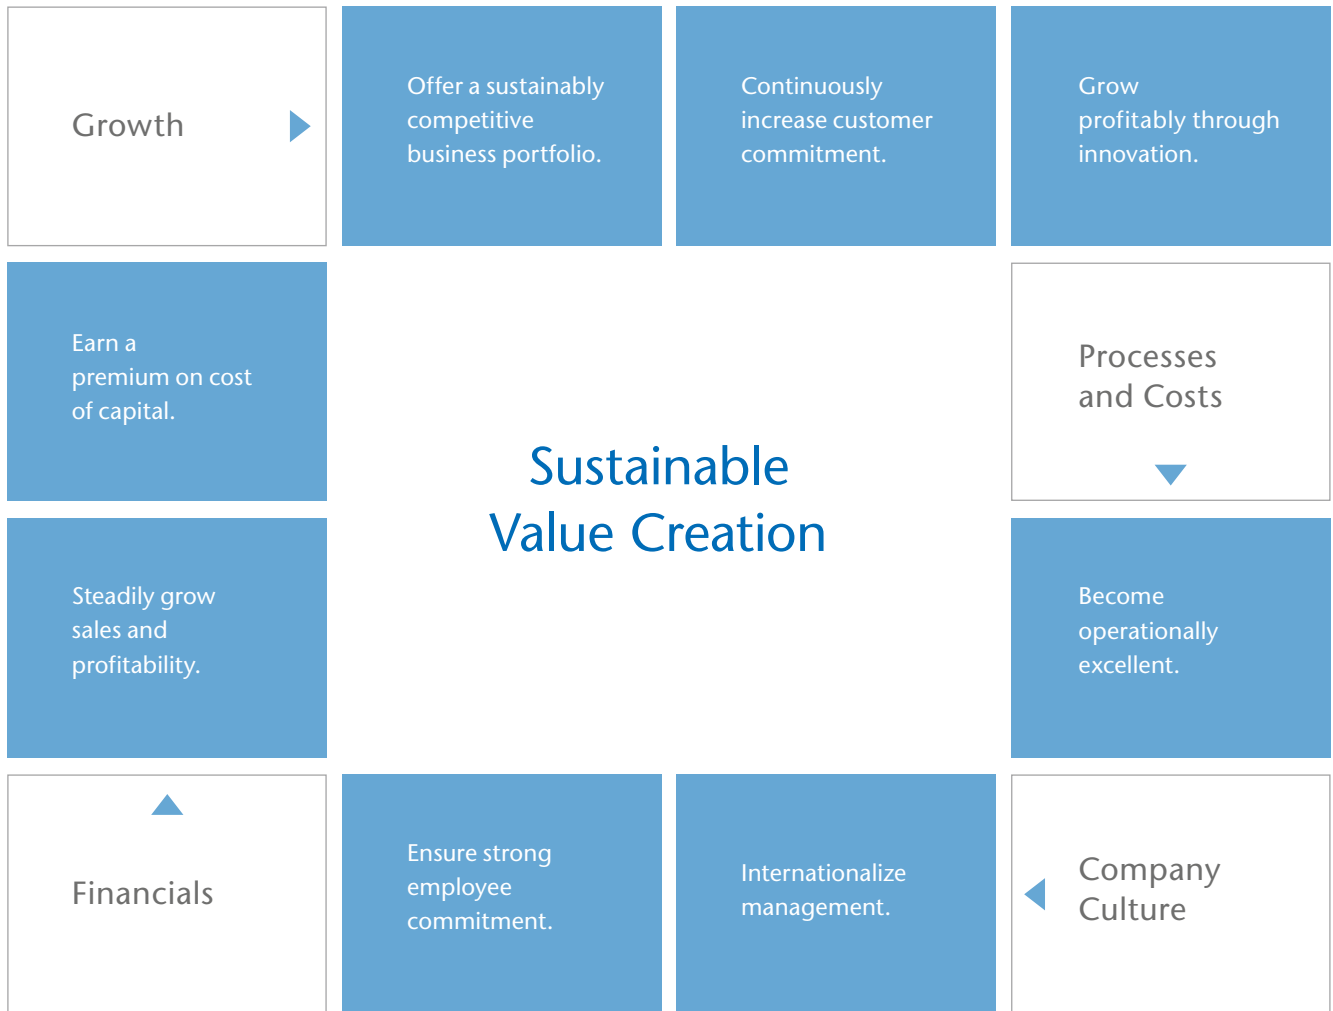 Growth
Offer a sustainably
competitive
business portfolio.
Continuously
increase customer
commitment.
Grow
profitably through
innovation.
Earn a
premium on cost
of capital.
Sustainable
Value Creation
Processes
and Costs
Steadily grow
sales and
profitability.
Become
operationally
excellent.
Financials
Ensure strong
employee
commitment.
Internationalize
management.
Company
Culture